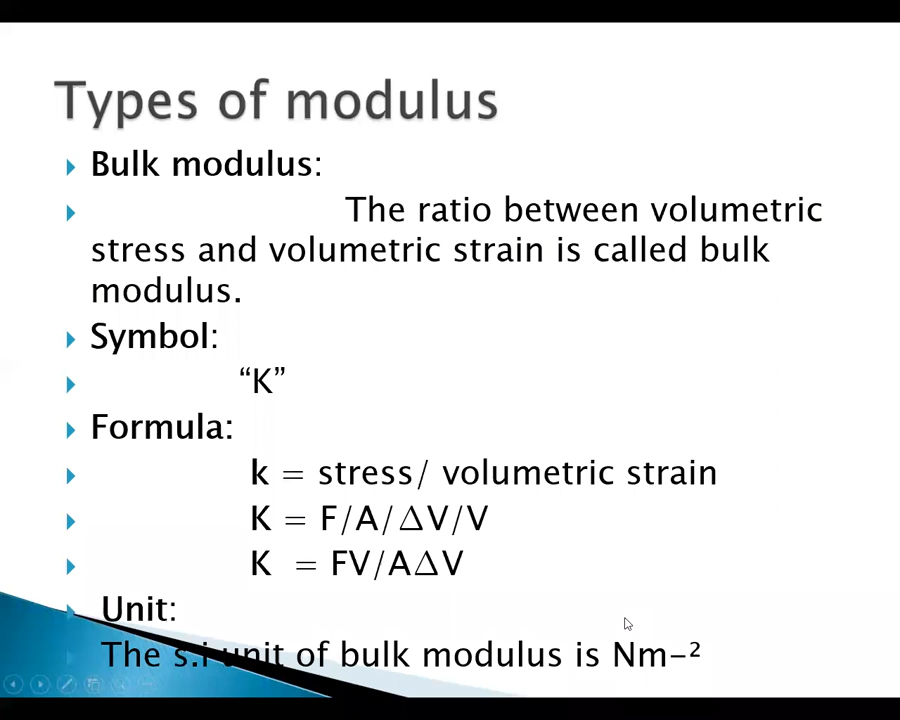 Types of modulus
Bulk modulus:
The ratio between volumetric
stress and volumetric strain is called bulk
modulus.
Symbol:
“K”
Formula:
k = stress/ volumetric strain
K = F/A/∆V/V
K = FV/A∆V
Unit:
The s.i unit of bulk modulus is Nm-²